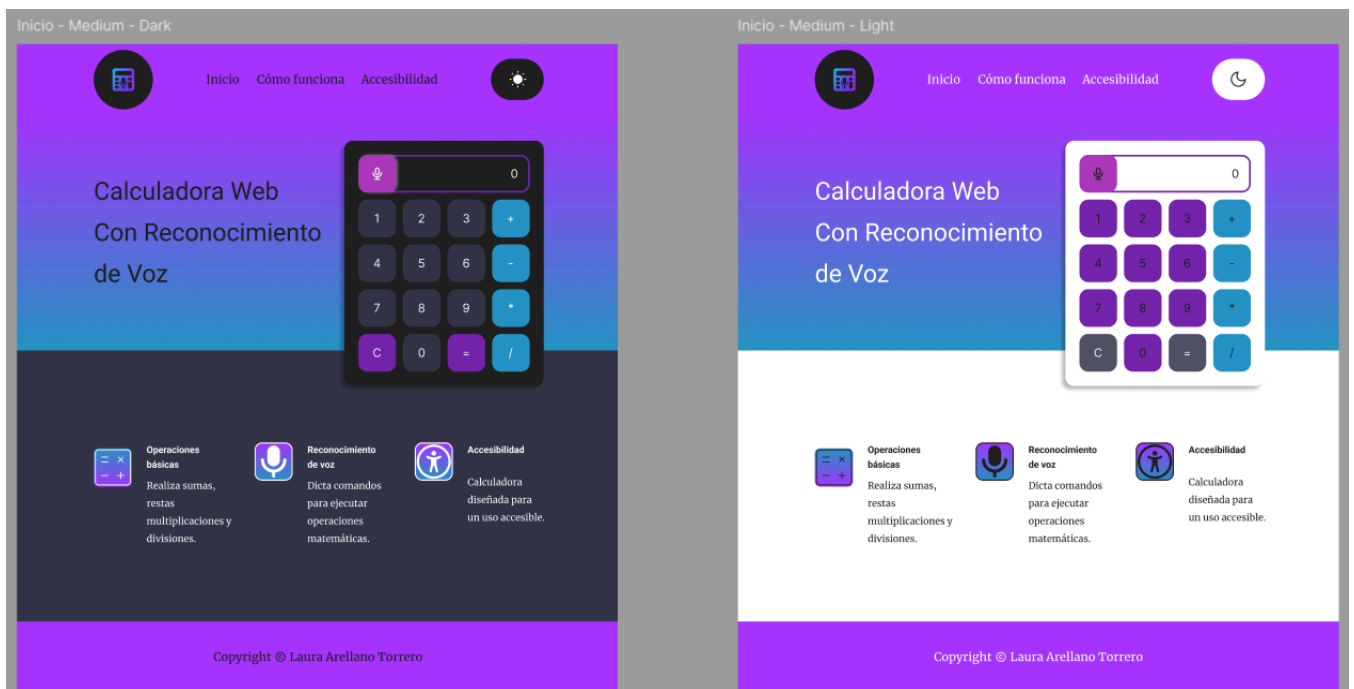 Inicio - Medium - Dark
Inicio Cómo funciona Accesibilidad
Calculadora Web
Con Reconocimiento
de Voz
0
1 2 3 +
4 5 6 -
7 8 9 *
C 0 = /
Operaciones
básicas
Realiza sumas,
restas
multiplicaciones y
divisiones.
Reconocimiento
de voz
Dicta comandos
para ejecutar
operaciones
matemáticas.
Accesibilidad
Calculadora
diseñada para
un uso accesible.
Copyright © Laura Arellano Torrero
Inicio - Medium - Light
Inicio Cómo funciona Accesibilidad
Calculadora Web
Con Reconocimiento
de Voz
0
1 2 3 +
4 5 6 -
7 8 9 *
C 0 = /
Operaciones
básicas
Realiza sumas,
restas
multiplicaciones y
divisiones.
Reconocimiento
de voz
Dicta comandos
para ejecutar
operaciones
matemáticas.
Accesibilidad
Calculadora
diseñada para
un uso accesible.
Copyright © Laura Arellano Torrero